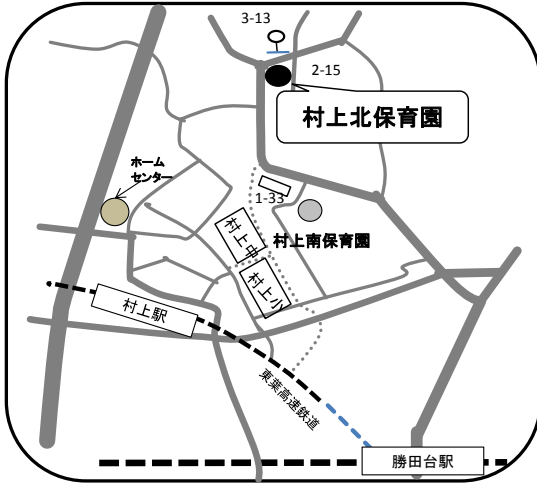 3-13
2-15
村上北保育園
ホーム
センター
1-33
村上中
村上南保育園
村上小
村上駅
東葉高速鉄道
勝田台駅